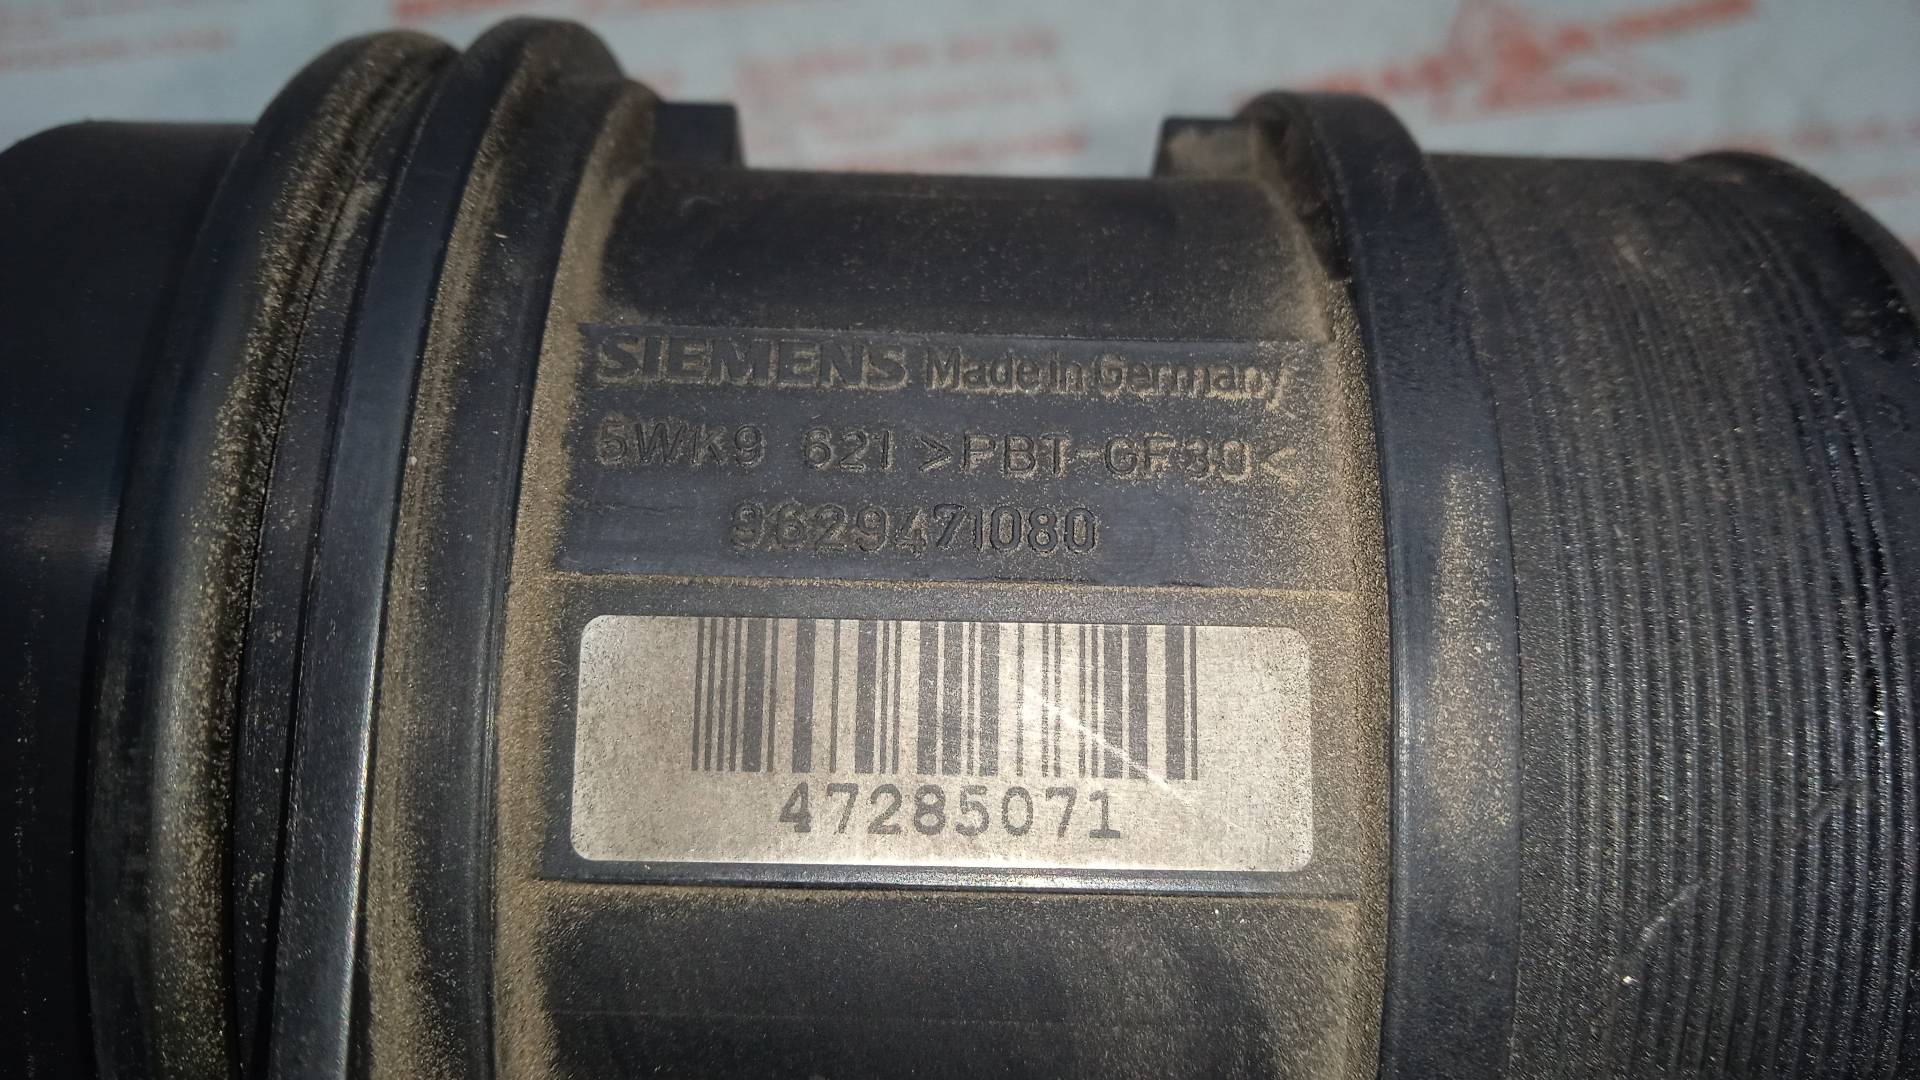 SIEMENS Made in Germany
5WK9 621 >PBT-GF30<
9629471080
47285071